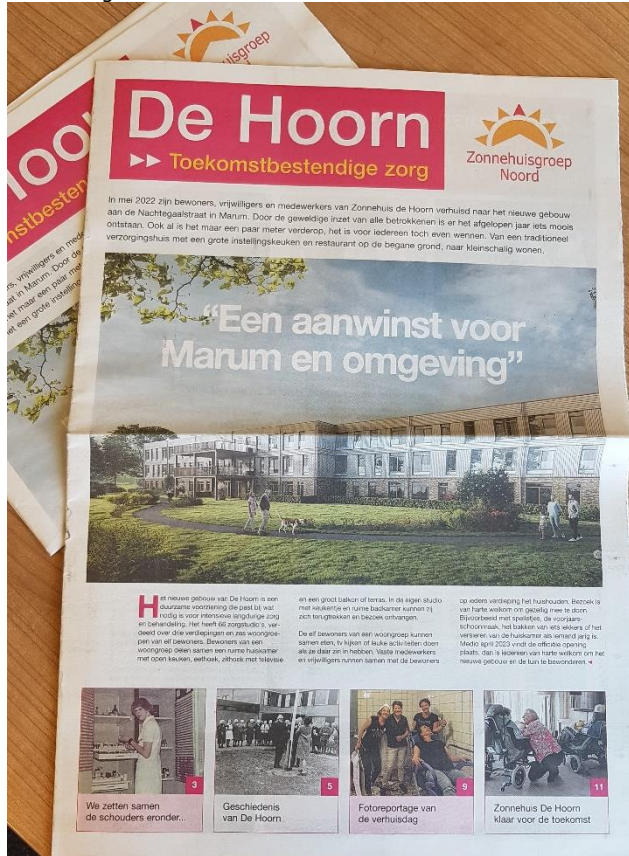 isgroep
De Hoorn
Toekomstbestendige zorg
Zonnehuisgroep
Noord
In mei 2022 zijn bewoners, vrijwilligers en medewerkers van Zonnehuis de Hoorn verhuisd naar het nieuwe gebouw
aan de Nachtegaalstraat in Marum. Door de geweldige inzet van alle betrokkenen is er het afgelopen jaar iets moois
ontstaan. Ook al is het maar een paar meter verderop, het is voor iedereen toch even wennen. Van een traditioneel
verzorgingshuis met een grote instellingskeuken en restaurant op de begane grond, naar kleinschalig wonen.
“Een aanwinst voor
Marum en omgeving”
Het nieuwe gebouw van De Hoorn is een
duurzame voorziening die past bij wat
nodig is voor intensieve langdurige zorg
en behandeling. Het heeft 66 zorgstudio's, ver-
deeld over drie verdiepingen en zes woongroe-
pen van elf bewoners. Bewoners van een
woongroep delen samen een ruime huiskamer
met open keuken, eethoek, zithoek met televisie
en een groot balkon of terras. In de eigen studio
met keukentje en ruime badkamer kunnen zij
zich terugtrekken en bezoek ontvangen.
De elf bewoners van een woongroep kunnen
samen eten, tv kijken of leuke activiteiten doen
als ze daar zin in hebben. Vaste medewerkers
en vrijwilligers runnen samen met de bewoners
op ieders verdieping het huishouden. Bezoek is
van harte welkom om gezellig mee te doen.
Bijvoorbeeld met spelletjes, de voorjaars-
schoonmaak, het bakken van iets lekkers of het
versieren van de huiskamer als iemand jarig is.
Medio april 2023 vindt de officiële opening
plaats, dan is iedereen van harte welkom om het
nieuwe gebouw en de tuin te bewonderen.
3
We zetten samen
de schouders eronder...
5
Geschiedenis
van De Hoorn
9
Fotoreportage van
de verhuisdag
11
Zonnehuis De Hoorn
klaar voor de toekomst